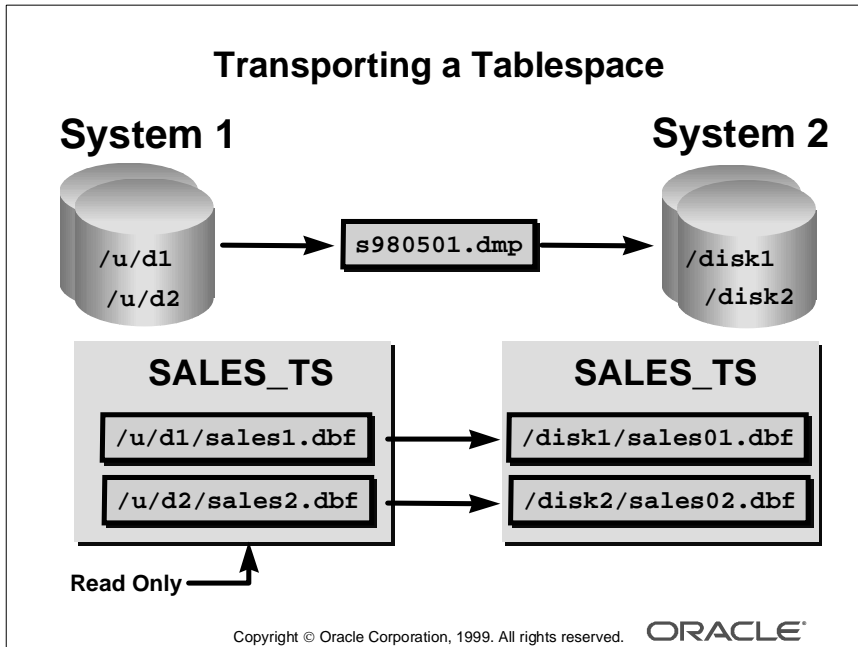 Transporting a Tablespace
System 1
System 2
/u/d1
/u/d2
s980501.dmp
/disk1
/disk2
SALES_TS
SALES_TS
/u/d1/sales1.dbf
/disk1/sales01.dbf
/u/d2/sales2.dbf
/disk2/sales02.dbf
Read Only
Copyright © Oracle Corporation, 1999. All rights reserved.
ORACLE®